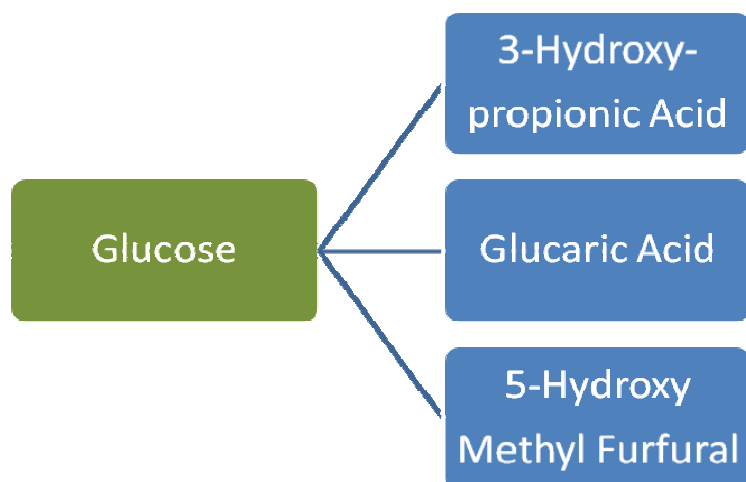 Glucose
3-Hydroxy-
propionic Acid
Glucaric Acid
5-Hydroxy
Methyl Furfural